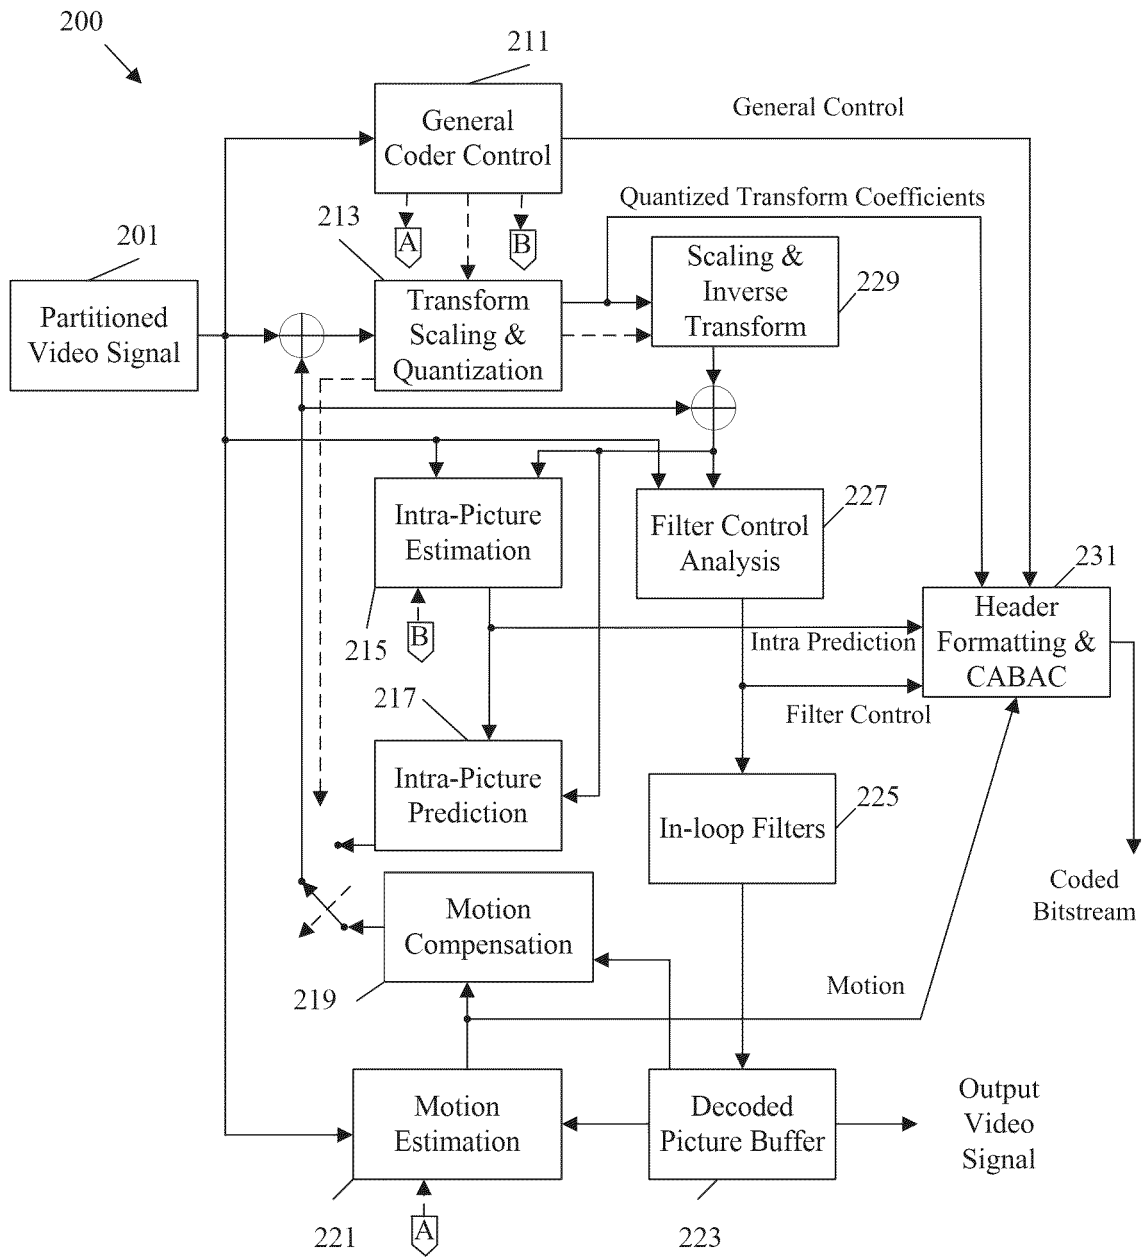 200
211
General
Coder Control
General Control
Quantized Transform Coefficients
201
213
A
B
Partitioned
Video Signal
Transform
Scaling &
Quantization
Scaling &
Inverse
Transform
229
Intra-Picture
Estimation
227
Filter Control
Analysis
231
Header
Formatting &
CABAC
215
B
Intra Prediction
217
Filter Control
Intra-Picture
Prediction
225
In-loop Filters
Coded
Bitstream
Motion
Compensation
219
Motion
Motion
Estimation
Decoded
Picture Buffer
Output
Video
Signal
221
A
223